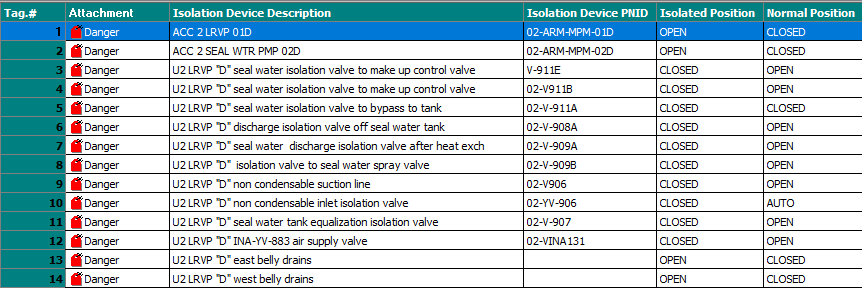 Tag.# Attachment Isolation Device Description Isolation Device PNID Isolated Position Normal Position
1 Danger ACC 2 LRVP 01D 02-ARM-MPM-01D OPEN CLOSED
2 Danger ACC 2 SEAL WTR PMP 02D 02-ARM-MPM-02D OPEN CLOSED
3 Danger U2 LRVP "D" seal water isolation valve to make up control valve V-911E CLOSED OPEN
4 Danger U2 LRVP "D" seal water isolation valve to make up control valve 02-V911B CLOSED OPEN
5 Danger U2 LRVP "D" seal water isolation valve to bypass to tank 02-V-911A CLOSED CLOSED
6 Danger U2 LRVP "D" discharge isolation valve off seal water tank 02-V-908A CLOSED OPEN
7 Danger U2 LRVP "D" seal water  discharge isolation valve after heat exch 02-V-909A CLOSED OPEN
8 Danger U2 LRVP "D"  isolation valve to seal water spray valve 02-V-909B CLOSED OPEN
9 Danger U2 LRVP "D" non condensable suction line 02-V906 CLOSED OPEN
10 Danger U2 LRVP "D" non condensable inlet isolation valve 02-YV-906 CLOSED AUTO
11 Danger U2 LRVP "D" seal water tank equalization isolation valve 02-V-907 CLOSED OPEN
12 Danger U2 LRVP "D" INA-YV-883 air supply valve 02-VINA131 CLOSED OPEN
13 Danger U2 LRVP "D" east belly drains OPEN CLOSED
14 Danger U2 LRVP "D" west belly drains OPEN CLOSED